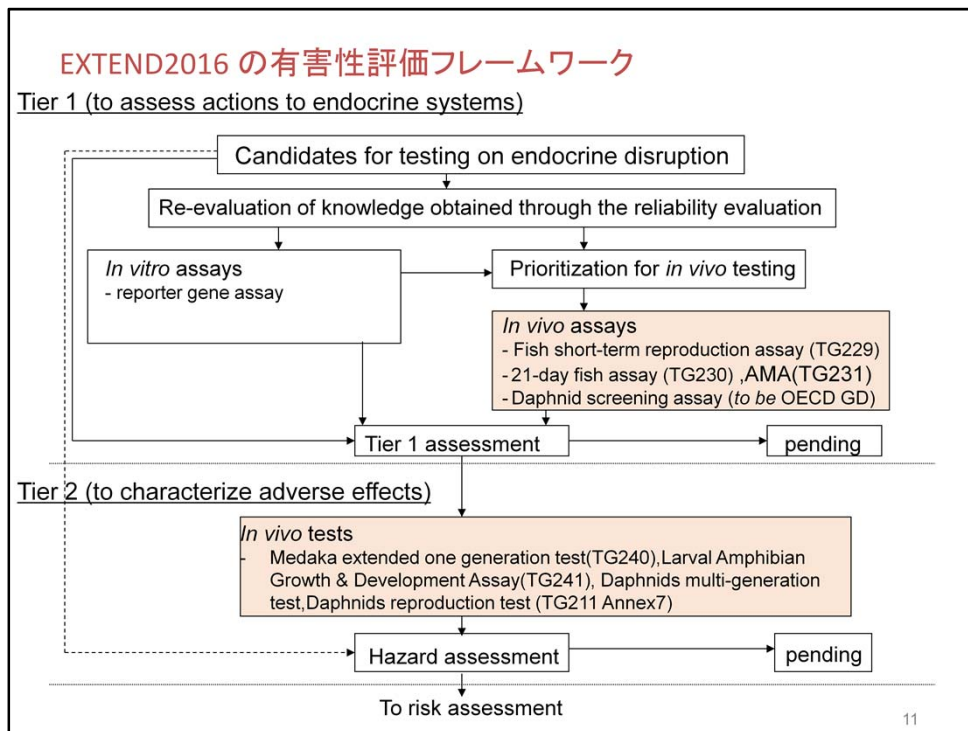 EXTEND2016 の有害性評価フレームワーク
Tier 1 (to assess actions to endocrine systems)
Candidates for testing on endocrine disruption
Re-evaluation of knowledge obtained through the reliability evaluation
In vitro assays
- reporter gene assay
Prioritization for in vivo testing
In vivo assays
- Fish short-term reproduction assay (TG229)
- 21-day fish assay (TG230) ,AMA(TG231)
- Daphnid screening assay (to be OECD GD)
Tier 1 assessment
pending
Tier 2 (to characterize adverse effects)
In vivo tests
- Medaka extended one generation test(TG240),Larval Amphibian
Growth & Development Assay(TG241), Daphnids multi-generation
test,Daphnids reproduction test (TG211 Annex7)
Hazard assessment
pending
To risk assessment
11